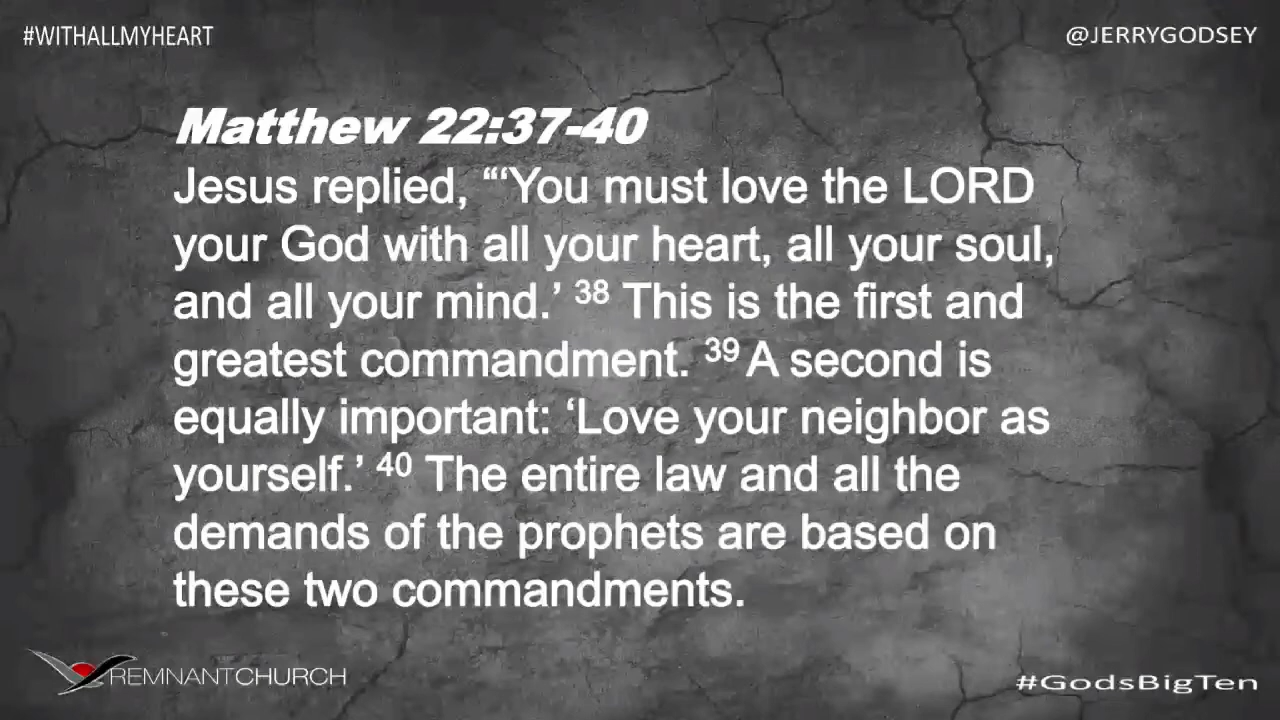 #WITHALLMYHEART
@JERRYGODSEY
Matthew 22:37-40
Jesus replied, “‘You must love the LORD
your God with all your heart, all your soul,
and all your mind.’ 38 This is the first and
greatest commandment. 39 A second is
equally important: ‘Love your neighbor as
yourself.’ 40 The entire law and all the
demands of the prophets are based on
these two commandments.
REMNANTCHURCH
#GodsBigTen